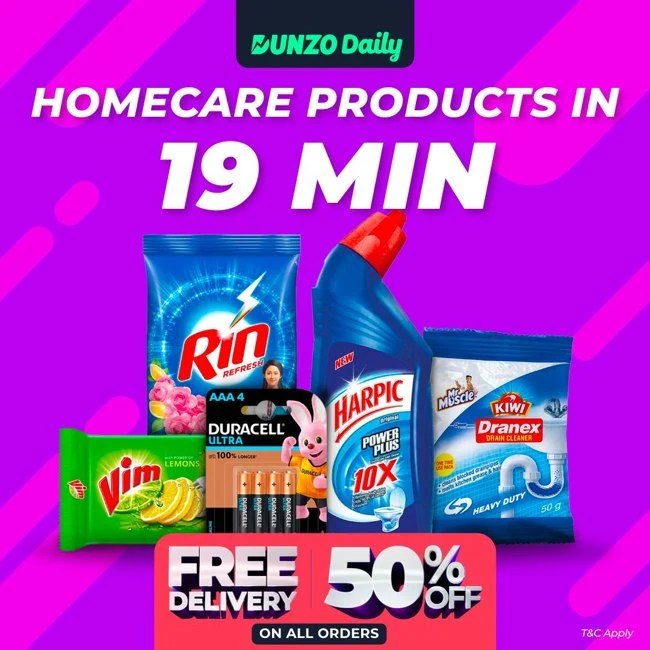 DUNZO Daily
HOMECARE PRODUCTS IN
19 MIN
Rin
REFRESH
AAA 4
DURACELL
ULTRA
100% LONGER
DURACELL
Vim
LEMONS
NEW
HARPIC
Original
POWER
PLUS
10X
Mr Muscle
KIWI
Dranex
DRAIN CLEANER
HEAVY DUTY
50 g
FREE
DELIVERY
50% OFF
ON ALL ORDERS
T&C Apply